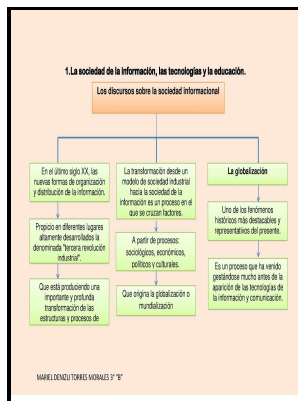 1.La sociedad de la información, las tecnologías y la educación.
Los discursos sobre la sociedad informacional
En el último siglo XX, las
nuevas formas de organización
y distribución de la información.
Propicio en diferentes lugares
altamente desarrollados la
denominada "tercera revolución
industrial".
Que está produciendo una
importante y profunda
transformación de las
estructuras y procesos de
La transformación desde un
modelo de sociedad industrial
hacia la sociedad de la
información es un proceso en el
que se cruzan factores.
A partir de procesos:
sociológicos, económicos,
políticos y culturales.
Que origina la globalización o
mundialización
La globalización
Uno de los fenómenos
históricos más destacables y
representativos del presente.
Es un proceso que ha venido
gestándose mucho antes de la
aparición de las tecnologías de
la información y comunicación.
MARIEL DENIZLI TORRES MORALES 3° "B"